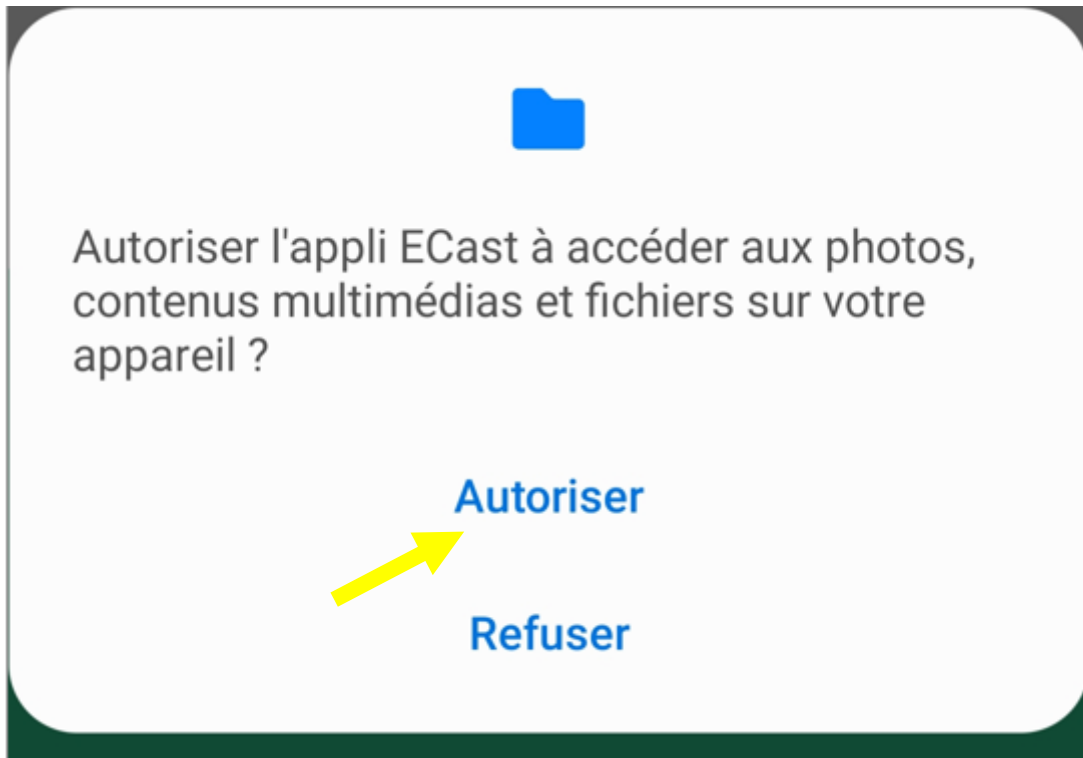 Autoriser l'appli ECast à accéder aux photos,
contenus multimédias et fichiers sur votre
appareil ?
Autoriser
Refuser